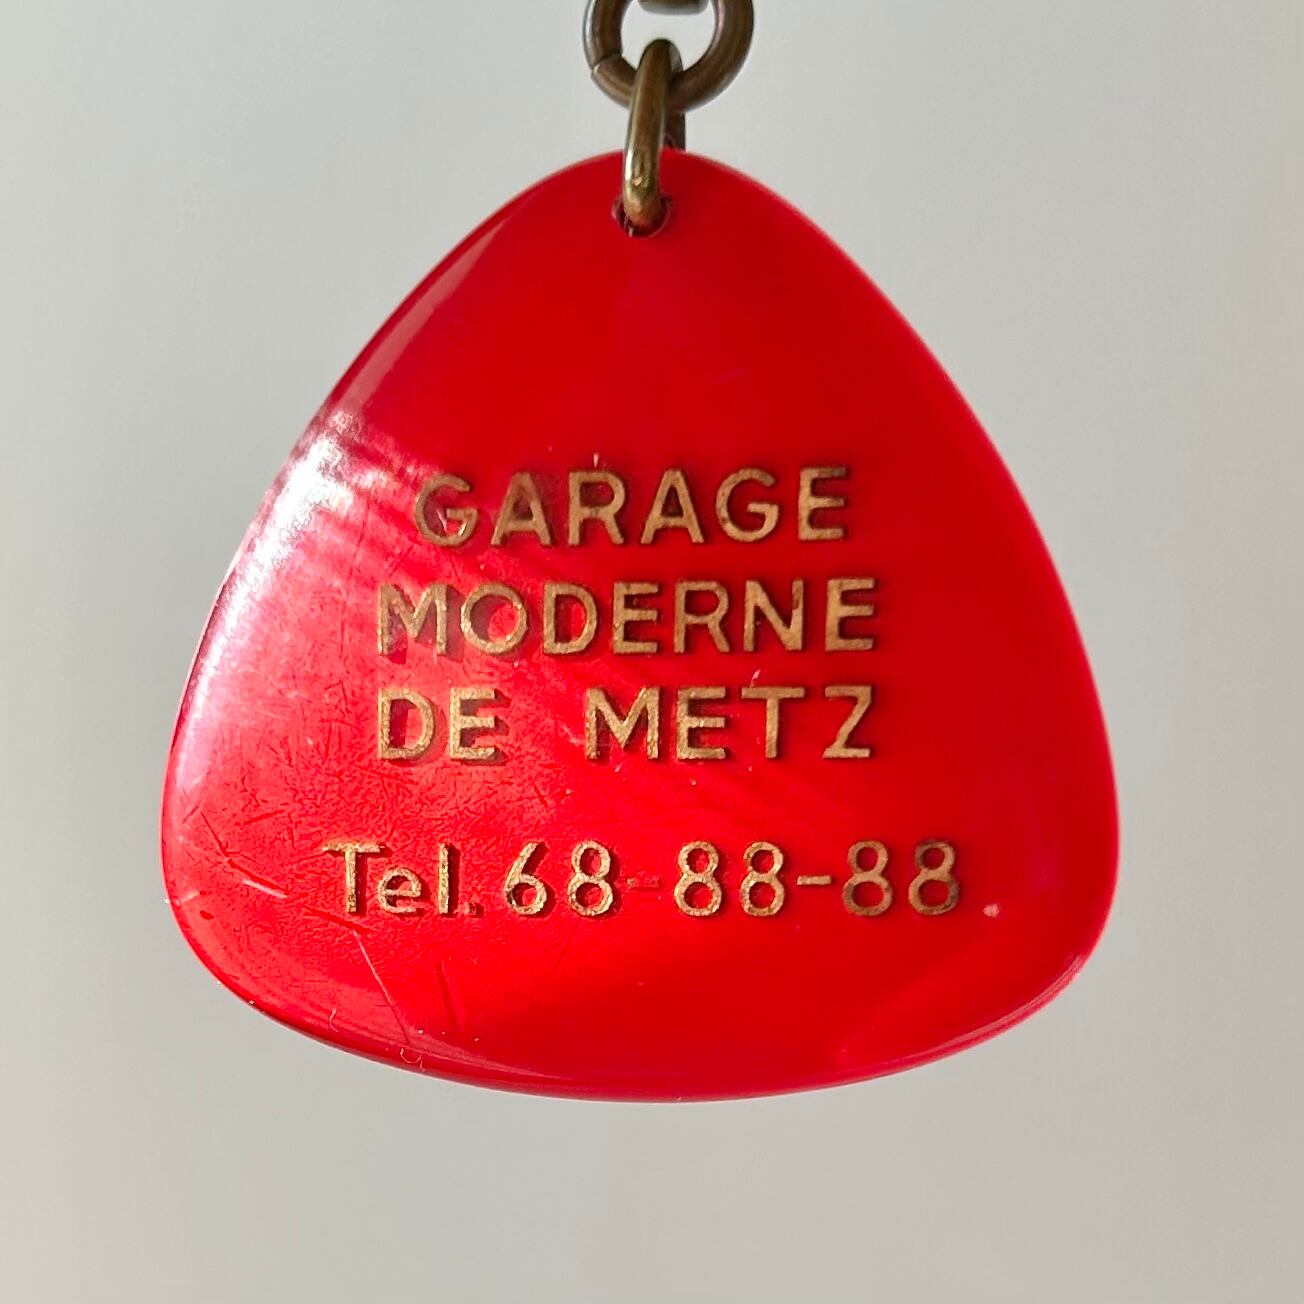 GARAGE
MODERNE
DE METZ
Tel. 68-88-88